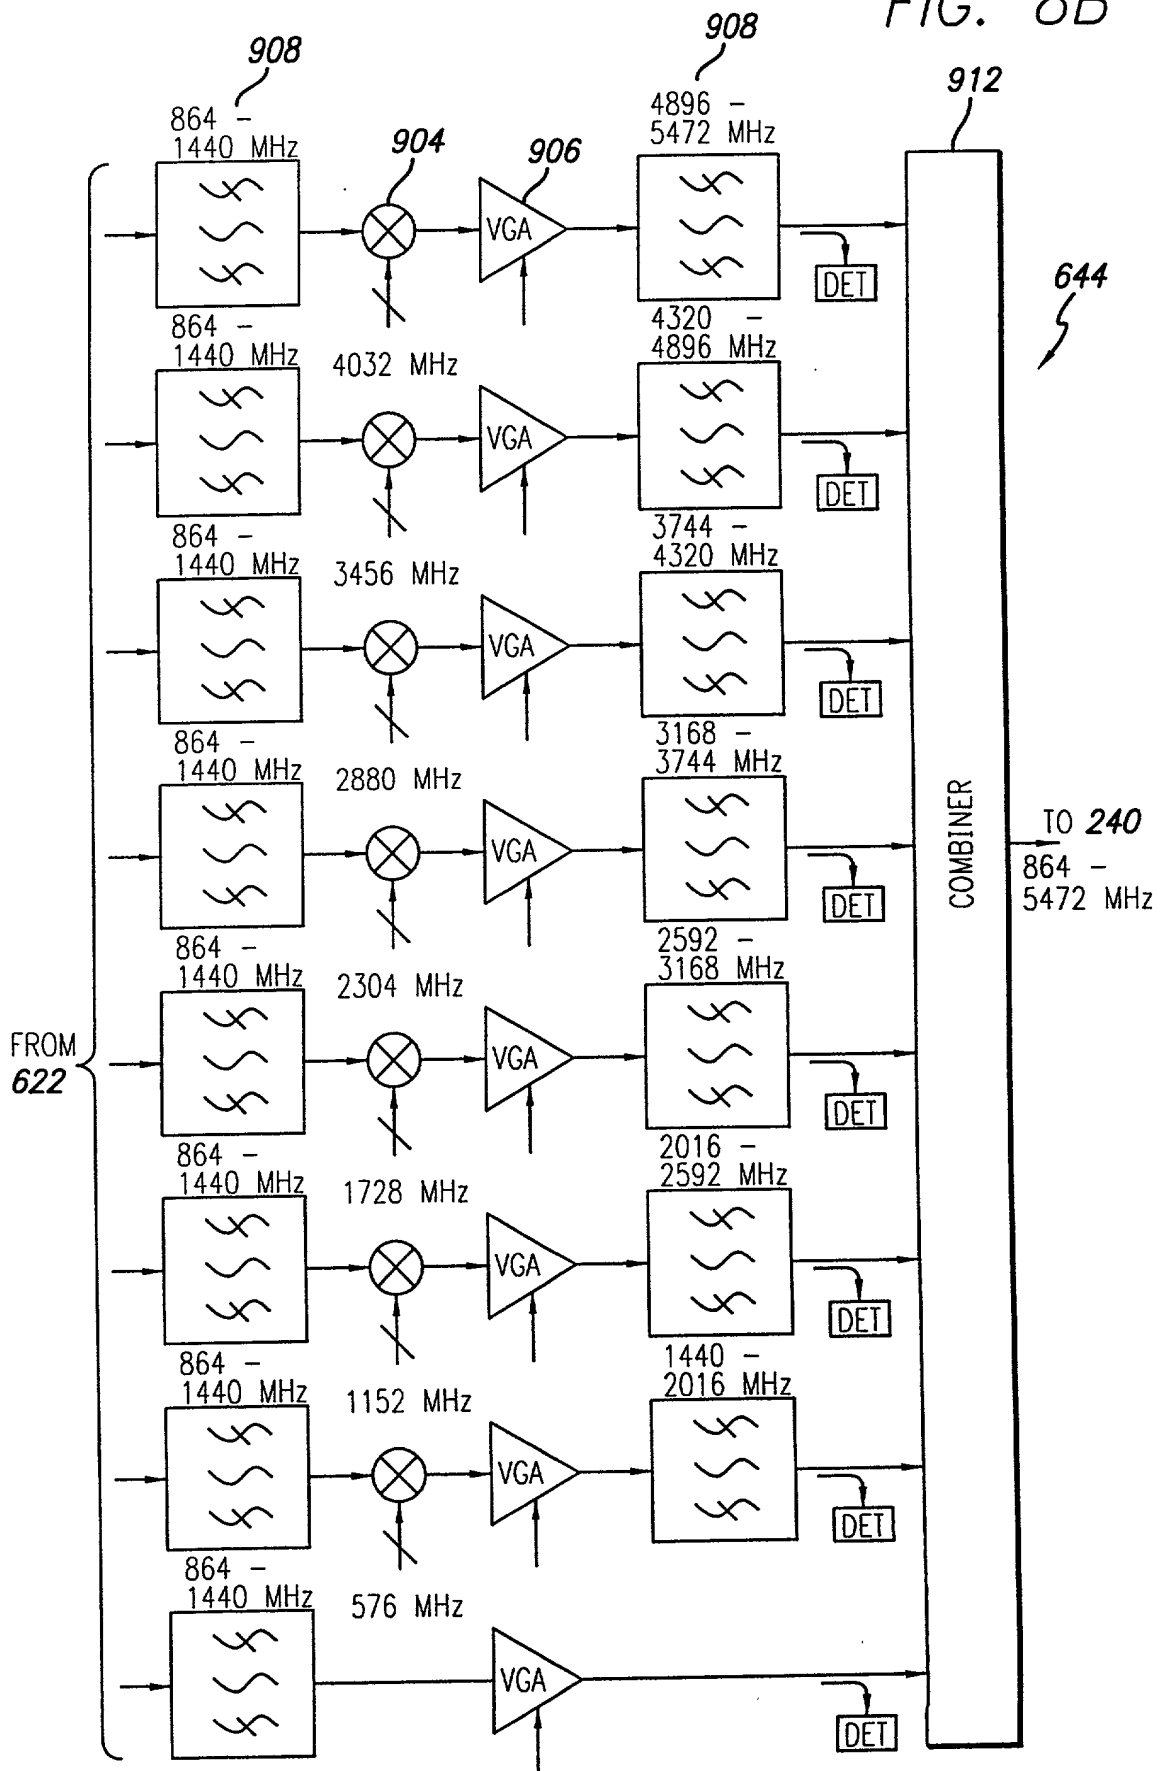 FIG. 8B
908
908
912
864 -
1440 MHz
904
906
4896 -
5472 MHz
VGA
DET
644
864 -
1440 MHz
4032 MHz
4320 -
4896 MHz
VGA
DET
864 -
1440 MHz
3456 MHz
3744 -
4320 MHz
VGA
DET
864 -
1440 MHz
2880 MHz
3168 -
3744 MHz
VGA
DET
COMBINER
TO 240
864 -
5472 MHz
864 -
1440 MHz
2304 MHz
2592 -
3168 MHz
VGA
DET
FROM
622
864 -
1440 MHz
1728 MHz
2016 -
2592 MHz
VGA
DET
864 -
1440 MHz
1152 MHz
1440 -
2016 MHz
VGA
DET
864 -
1440 MHz
576 MHz
VGA
DET